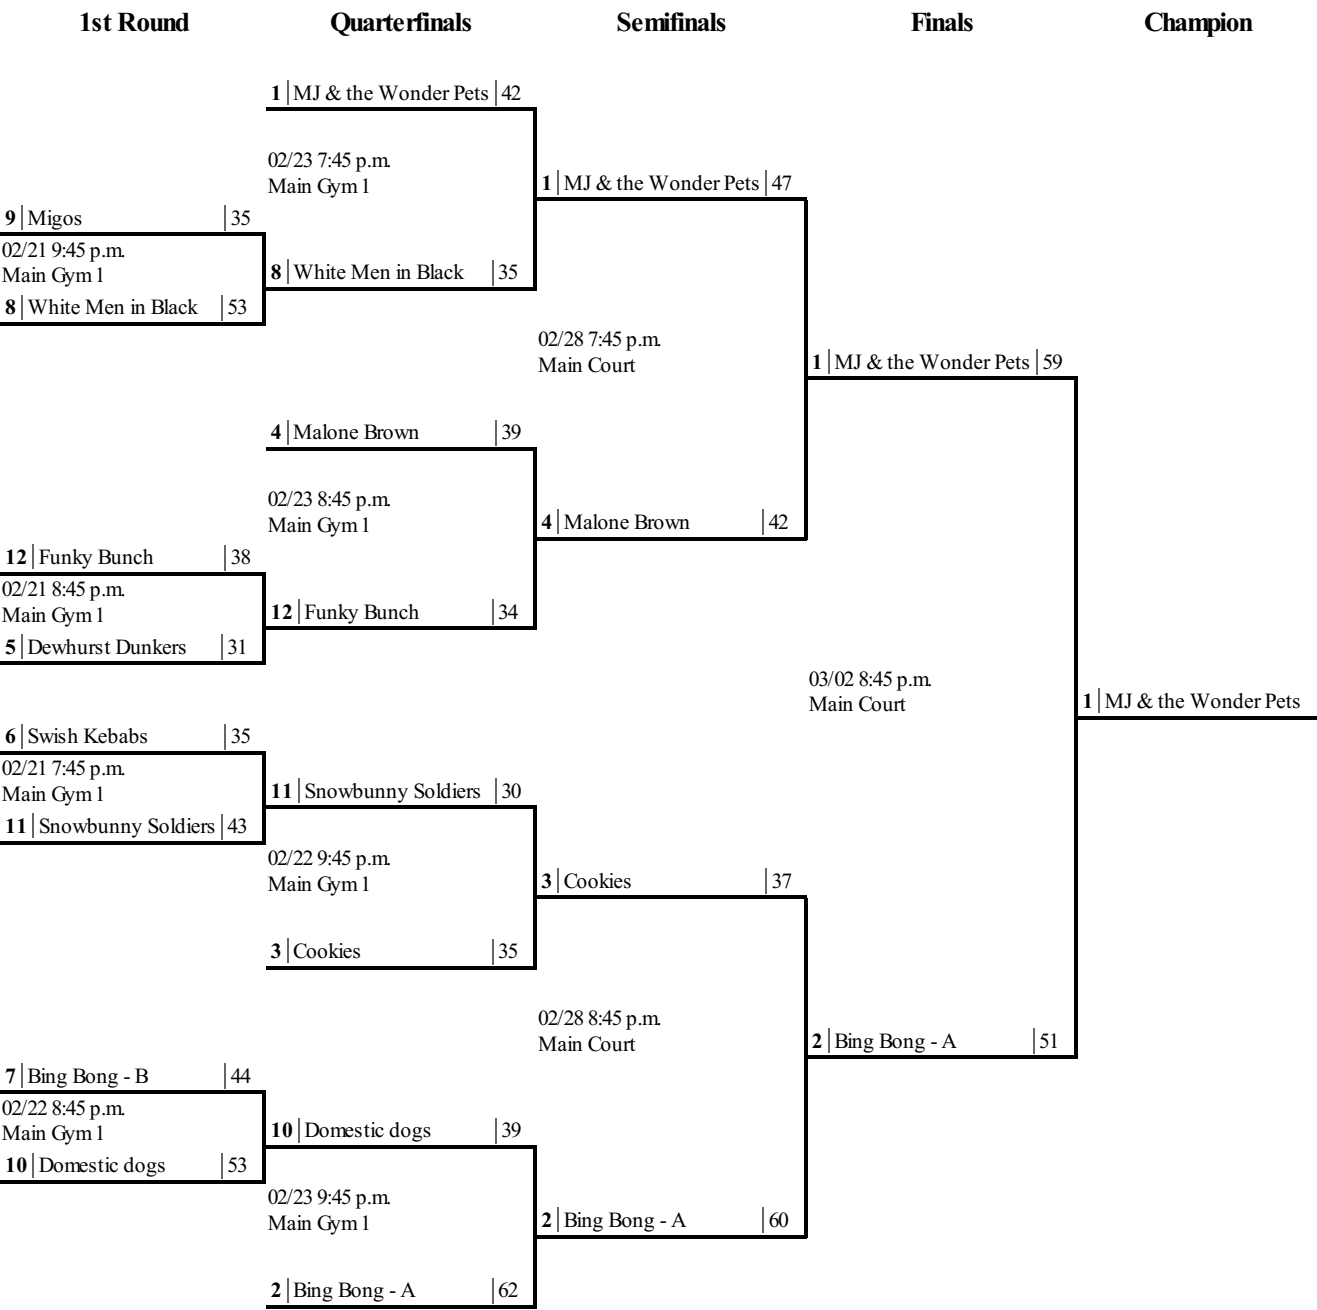 1st Round
Quarterfinals
Semifinals
Finals
Champion
1 MJ & the Wonder Pets 42
02/23 7:45 p.m.
Main Gym 1
1 MJ & the Wonder Pets 47
9 Migos 35
02/21 9:45 p.m.
Main Gym 1
8 White Men in Black 35
8 White Men in Black 53
02/28 7:45 p.m.
Main Court
1 MJ & the Wonder Pets 59
4 Malone Brown 39
02/23 8:45 p.m.
Main Gym 1
4 Malone Brown 42
12 Funky Bunch 38
02/21 8:45 p.m.
Main Gym 1
12 Funky Bunch 34
5 Dewhurst Dunkers 31
03/02 8:45 p.m.
Main Court
1 MJ & the Wonder Pets
6 Swish Kebabs 35
02/21 7:45 p.m.
Main Gym 1
11 Snowbunny Soldiers 30
11 Snowbunny Soldiers 43
02/22 9:45 p.m.
Main Gym 1
3 Cookies 37
3 Cookies 35
02/28 8:45 p.m.
Main Court
2 Bing Bong - A 51
7 Bing Bong - B 44
02/22 8:45 p.m.
Main Gym 1
10 Domestic dogs 39
10 Domestic dogs 53
02/23 9:45 p.m.
Main Gym 1
2 Bing Bong - A 60
2 Bing Bong - A 62